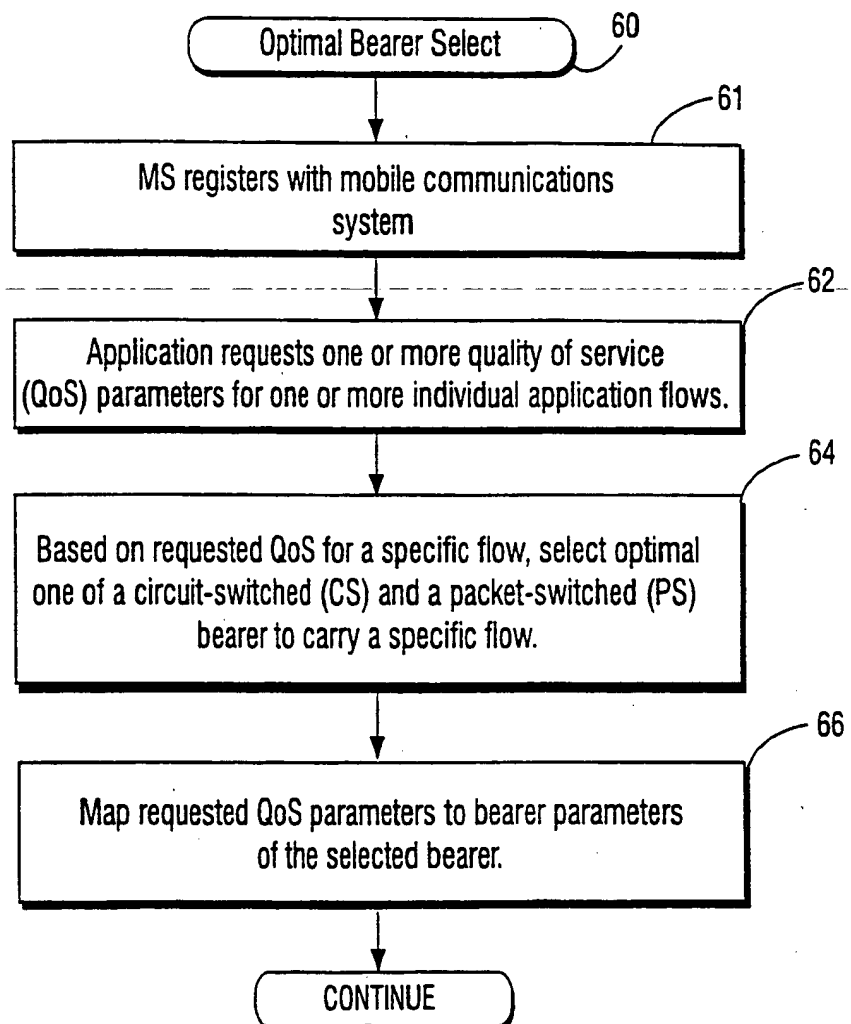 Optimal Bearer Select
60
61
MS registers with mobile communications
system
62
Application requests one or more quality of service
(QoS) parameters for one or more individual application flows.
64
Based on requested QoS for a specific flow, select optimal
one of a circuit-switched (CS) and a packet-switched (PS)
bearer to carry a specific flow.
66
Map requested QoS parameters to bearer parameters
of the selected bearer.
CONTINUE